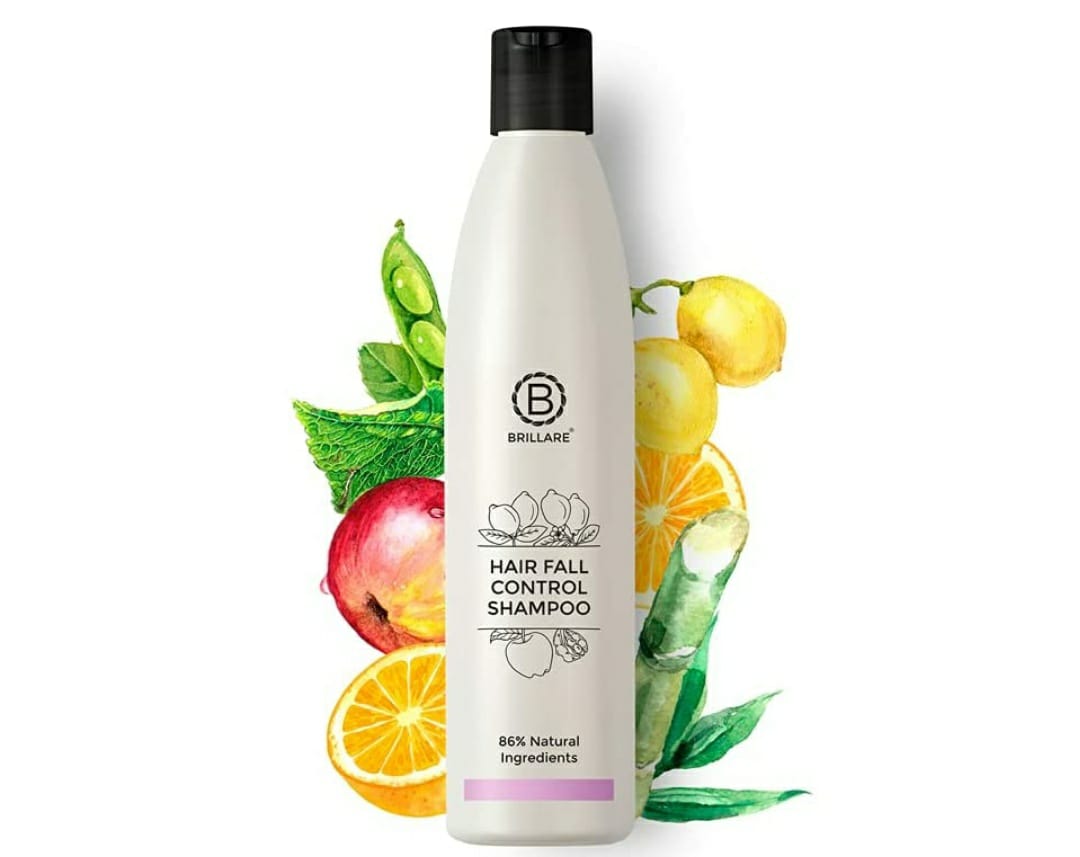 B
BRILLARE®
HAIR FALL
CONTROL
SHAMPOO
86% Natural
Ingredients